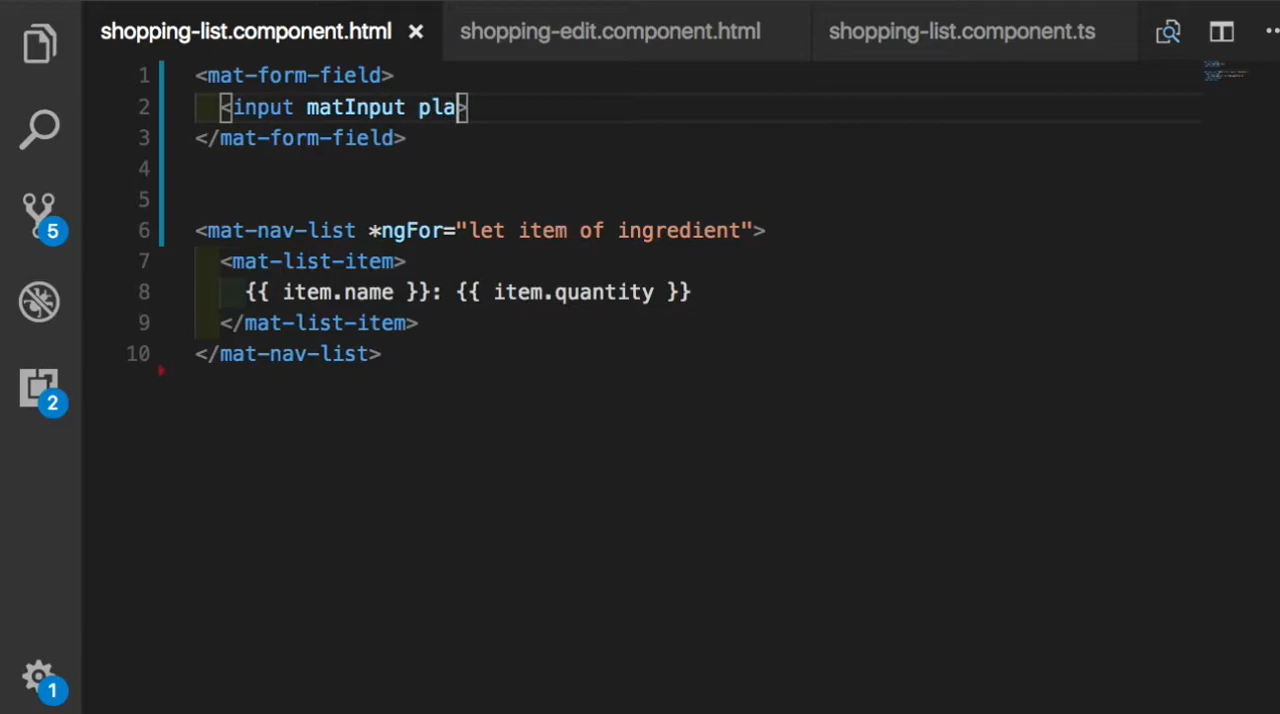 shopping-list.component.html × shopping-edit.component.html shopping-list.component.ts
1 <mat-form-field>
2 <input matInput pla>
3 </mat-form-field>
4
5
6 <mat-nav-list *ngFor="let item of ingredient">
7 <mat-list-item>
8 {{ item.name }}: {{ item.quantity }}
9 </mat-list-item>
10 </mat-nav-list>
5
2
1